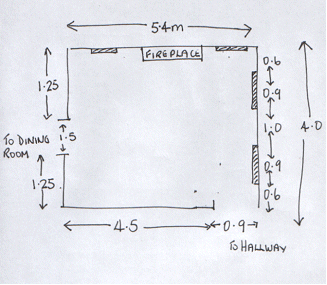 5.4m
FIREPLACE
0.6
1.25
0.9
1.5
1.0
4.0
TO DINING
ROOM
0.9
1.25
0.6
4.5
0.9
TO HALLWAY